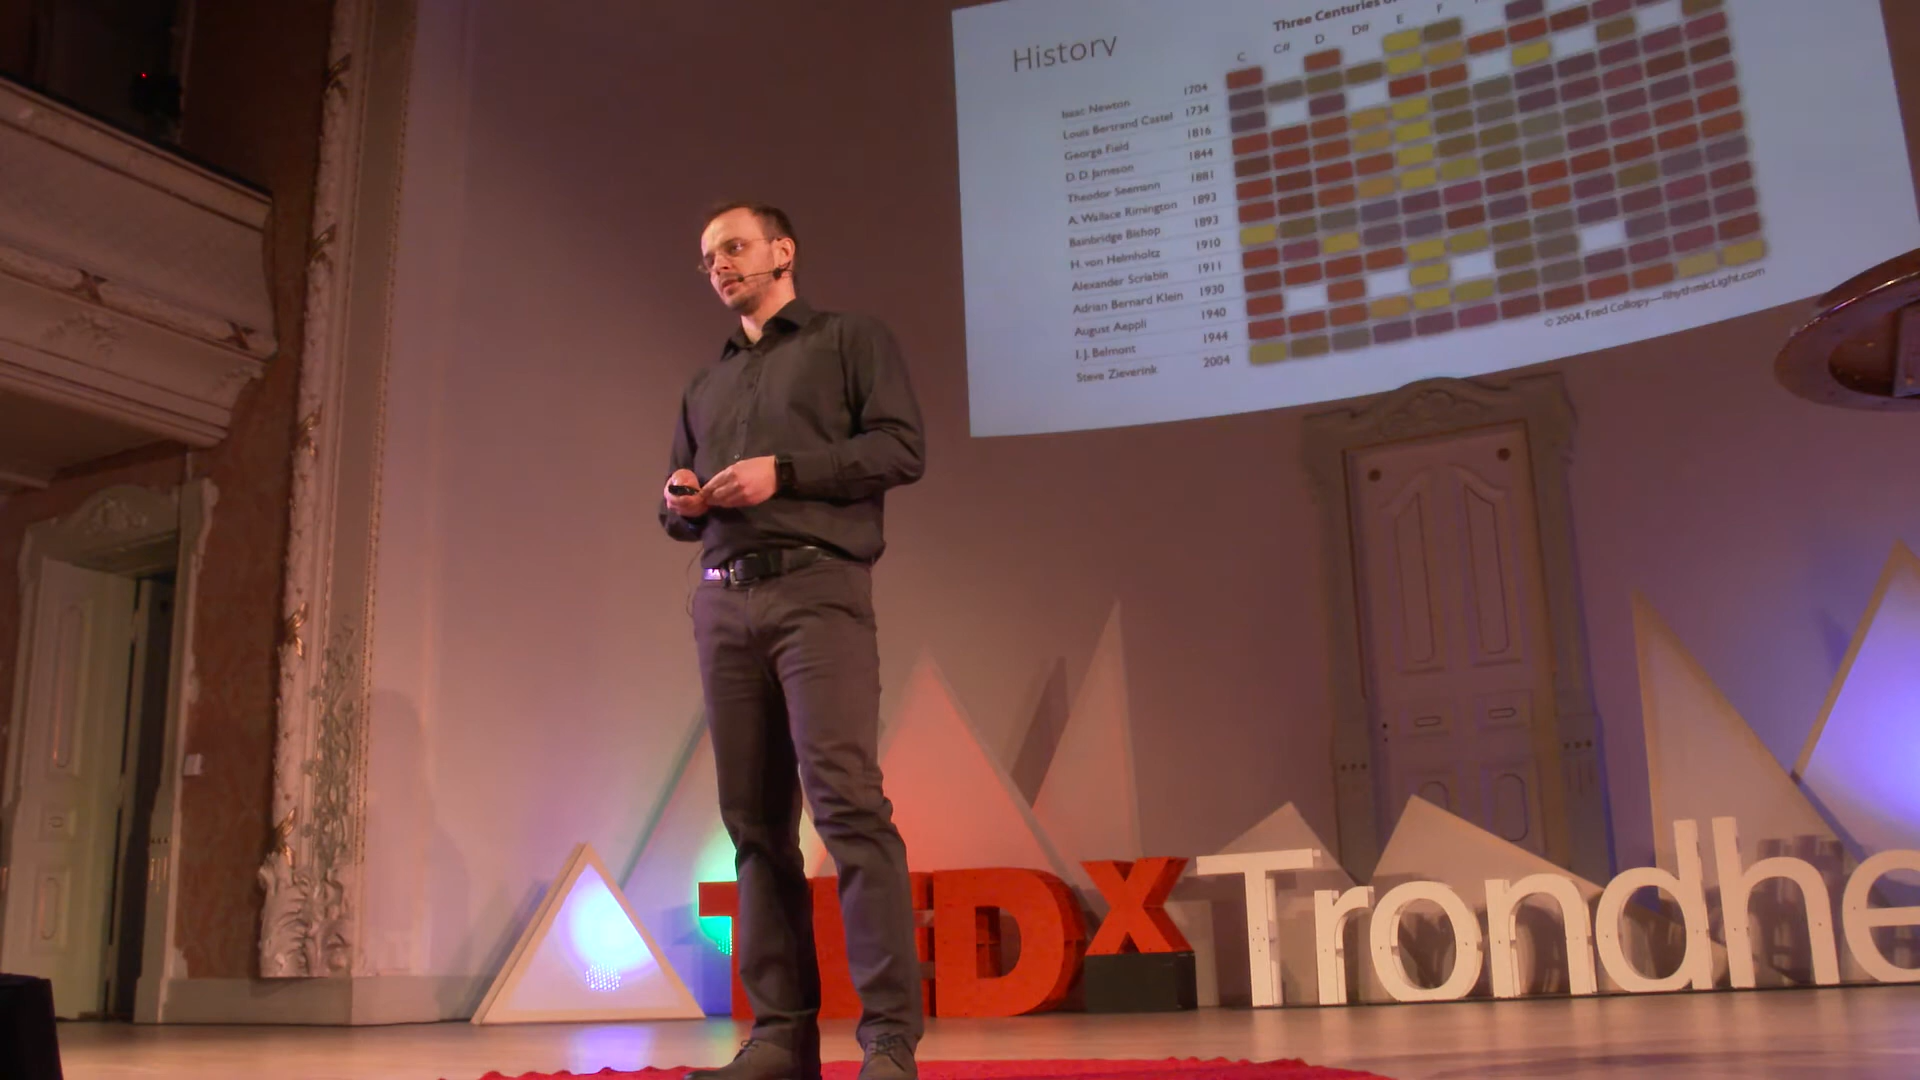 History
Three Centuries
C C# D D# E F
Isaac Newton 1704
Louis Bertrand Castel 1734
George Field 1816
D. D. Jameson 1844
Theodor Seemann 1881
A. Wallace Rimington 1893
Bainbridge Bishop 1893
H. von Helmholtz 1910
Alexander Scriabin 1911
Adrian Bernard Klein 1930
August Aeppli 1940
I. J. Belmont 1944
Steve Zieverink 2004
© 2004, Fred Collopy—RhythmicLight.com
TEDxTrondhe